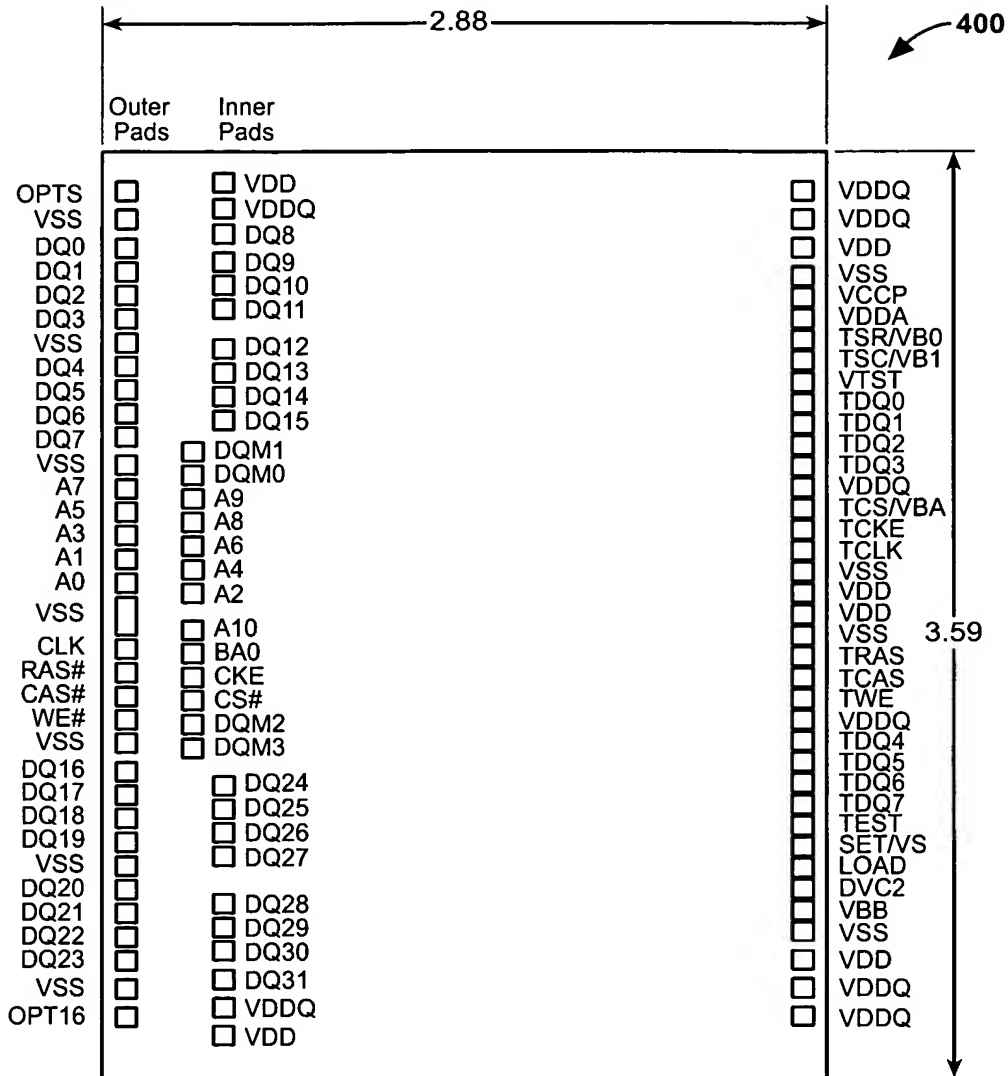 2.88
400
Outer Pads
Inner Pads
OPTS
VSS
DQ0
DQ1
DQ2
DQ3
VSS
DQ4
DQ5
DQ6
DQ7
VSS
A7
A5
A3
A1
A0
VSS
CLK
RAS#
CAS#
WE#
VSS
DQ16
DQ17
DQ18
DQ19
VSS
DQ20
DQ21
DQ22
DQ23
VSS
OPT16
VDD
VDDQ
DQ8
DQ9
DQ10
DQ11
DQ12
DQ13
DQ14
DQ15
DQM1
DQM0
A9
A8
A6
A4
A2
A10
BA0
CKE
CS#
DQM2
DQM3
DQ24
DQ25
DQ26
DQ27
DQ28
DQ29
DQ30
DQ31
VDDQ
VDD
VDDQ
VDDQ
VDD
VSS
VCCP
VDDA
TSR/VB0
TSC/VB1
VTST
TDQ0
TDQ1
TDQ2
TDQ3
VDDQ
TCS/VBA
TCKE
TCLK
VSS
VDD
VDD
VSS
TRAS
TCAS
TWE
VDDQ
TDQ4
TDQ5
TDQ6
TDQ7
TEST
SET/VS
LOAD
DVC2
VBB
VSS
VDD
VDDQ
VDDQ
3.59